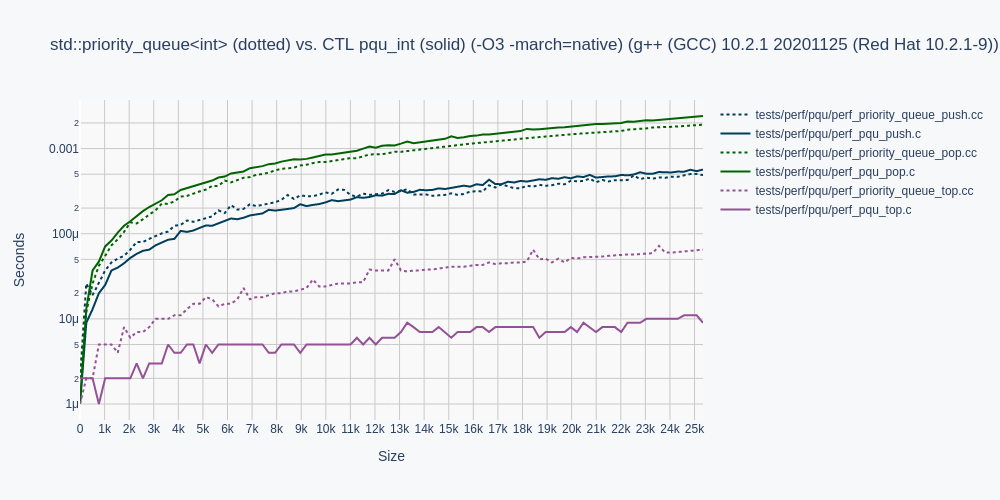 std::priority_queue<int> (dotted) vs. CTL pqu_int (solid) (-O3 -march=native) (g++ (GCC) 10.2.1 20201125 (Red Hat 10.2.1-9))
2
0.001
5
2
100μ
5
2
10μ
5
2
1μ
Seconds
0 1k 2k 3k 4k 5k 6k 7k 8k 9k 10k 11k 12k 13k 14k 15k 16k 17k 18k 19k 20k 21k 22k 23k 24k 25k
Size
tests/perf/pqu/perf_priority_queue_push.cc
tests/perf/pqu/perf_pqu_push.c
tests/perf/pqu/perf_priority_queue_pop.cc
tests/perf/pqu/perf_pqu_pop.c
tests/perf/pqu/perf_priority_queue_top.cc
tests/perf/pqu/perf_pqu_top.c